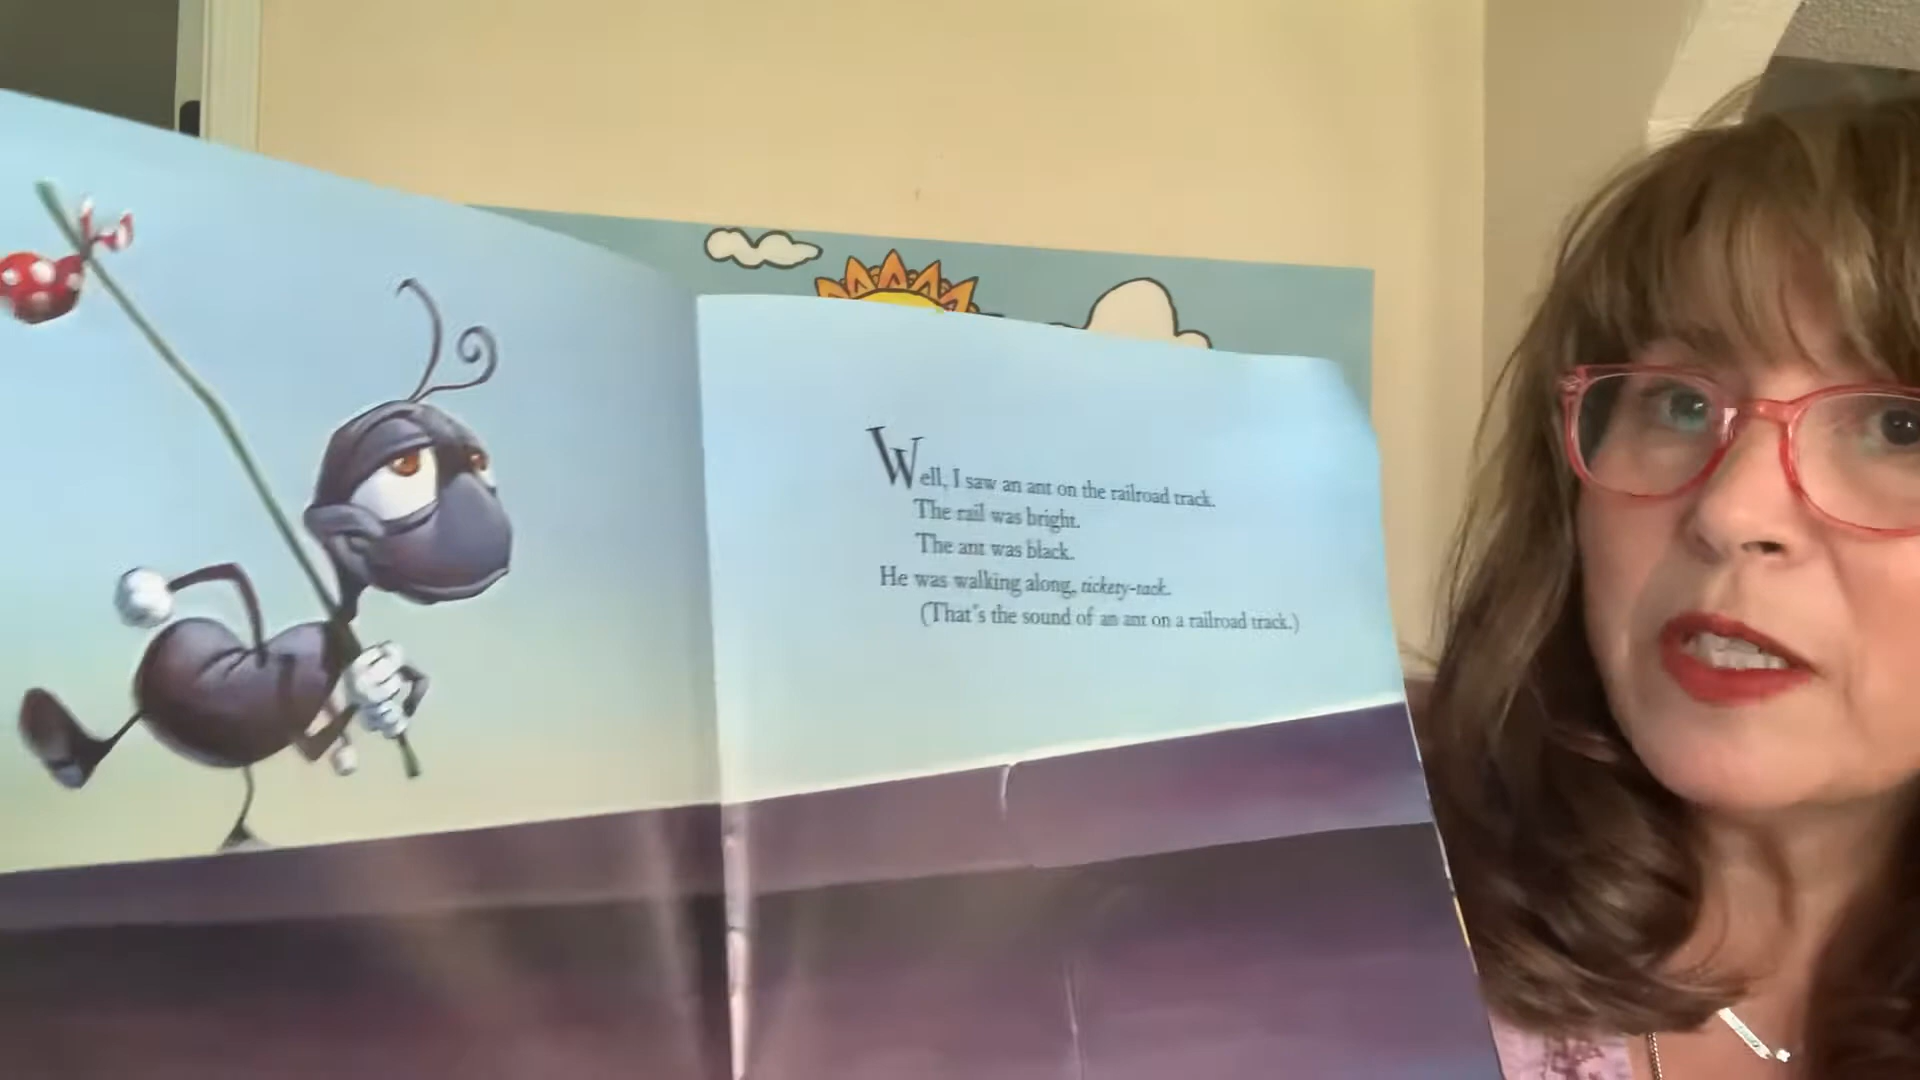 Well, I saw an ant on the railroad track.
The rail was bright.
The ant was black.
He was walking along, tickety-tack.
(That's the sound of an ant on a railroad track.)